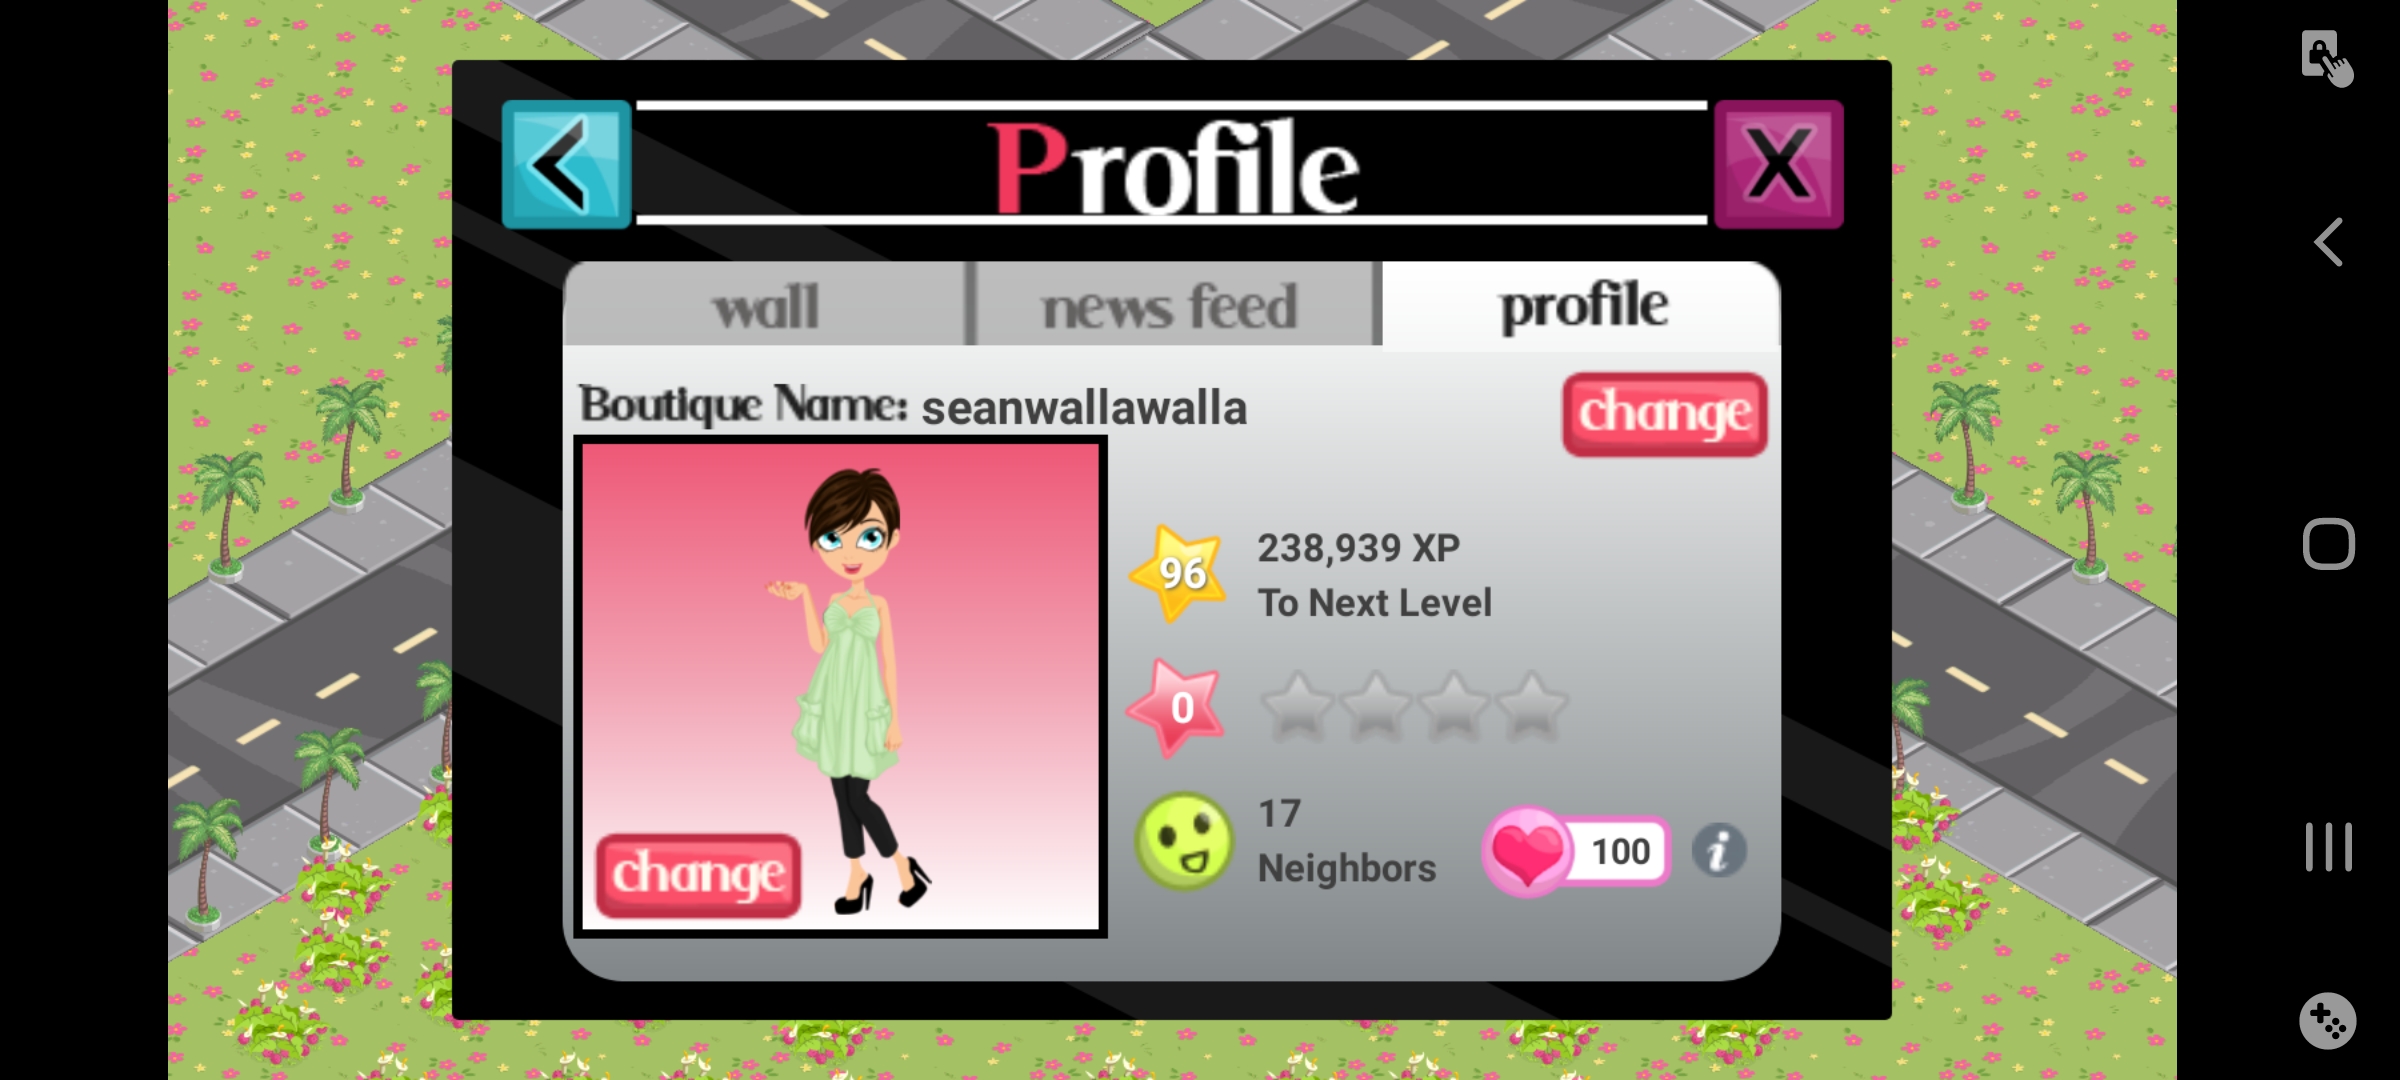 Profile
X
wall
news feed
profile
Boutique Name: seanwallawalla
change
96
238,939 XP
To Next Level
0
17
Neighbors
100
i
change